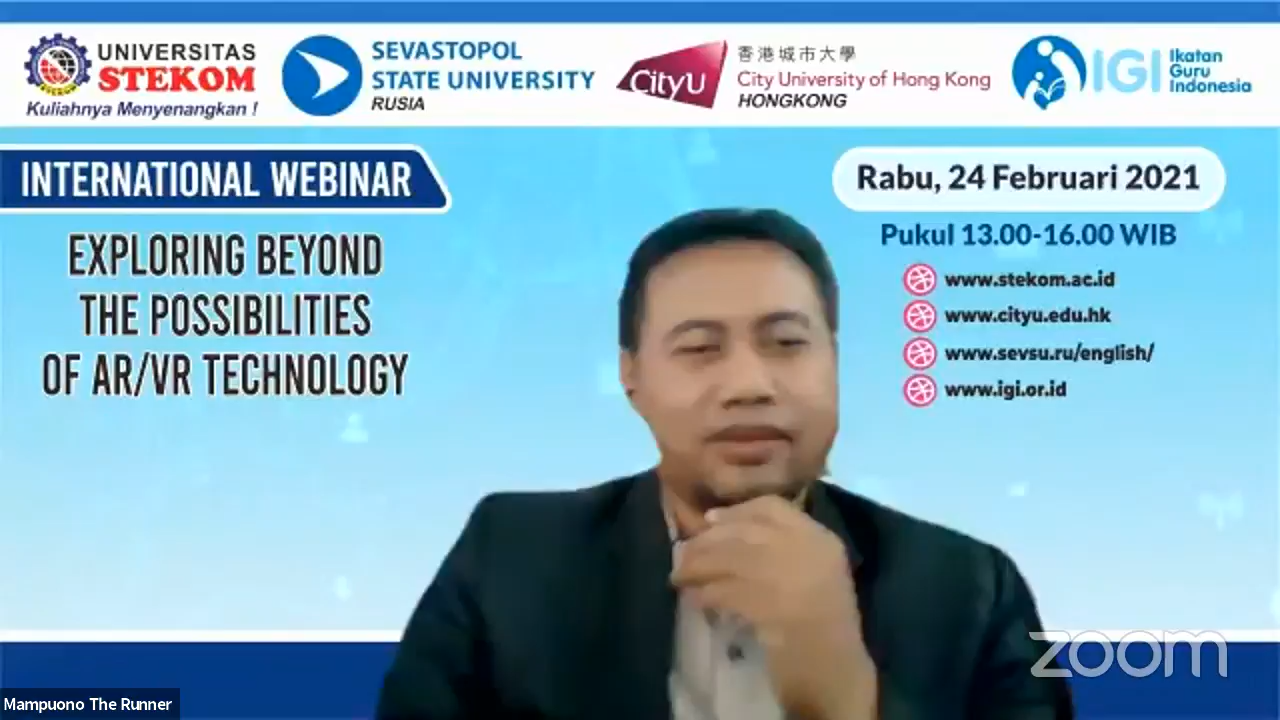 UNIVERSITAS
STEKOM
Kuliahnya Menyenangkan !
SEVASTOPOL
STATE UNIVERSITY
RUSIA
CityU
香港城市大學
City University of Hong Kong
HONGKONG
IGI
Ikatan
Guru
Indonesia
INTERNATIONAL WEBINAR
EXPLORING BEYOND
THE POSSIBILITIES
OF AR/VR TECHNOLOGY
Rabu, 24 Februari 2021
Pukul 13.00-16.00 WIB
www.stekom.ac.id
www.cityu.edu.hk
www.sevsu.ru/english/
www.igi.or.id
zoom
Mampuono The Runner